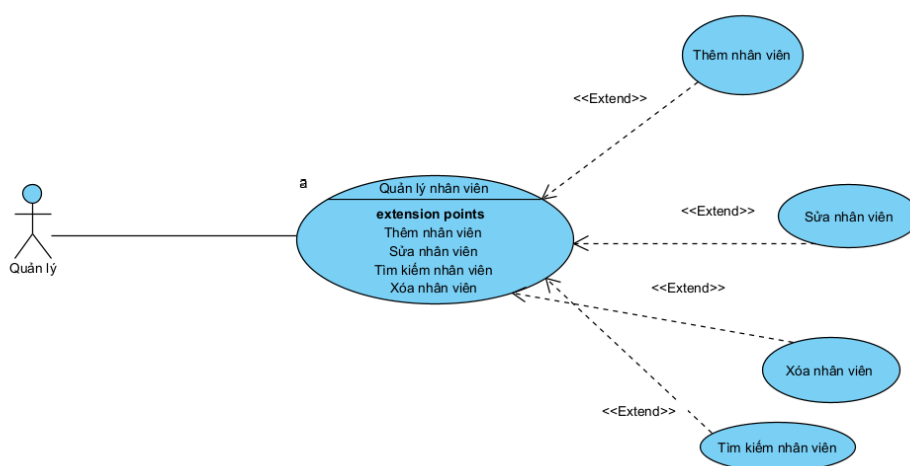 Thêm nhân viên
<<Extend>>
a
Quản lý nhân viên
extension points
Thêm nhân viên
Sửa nhân viên
Tìm kiếm nhân viên
Xóa nhân viên
<<Extend>>
Sửa nhân viên
Quản lý
<<Extend>>
Xóa nhân viên
<<Extend>>
Tìm kiếm nhân viên